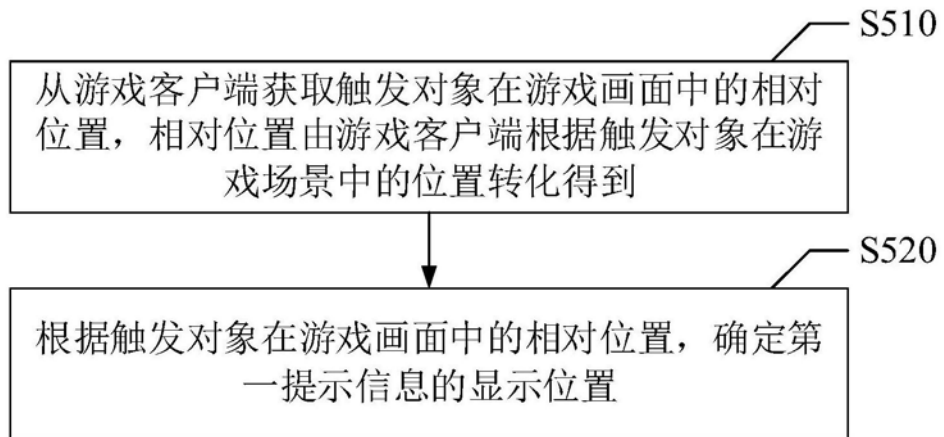 S510
从游戏客户端获取触发对象在游戏画面中的相对
位置，相对位置由游戏客户端根据触发对象在游
戏场景中的位置转化得到
S520
根据触发对象在游戏画面中的相对位置，确定第
一提示信息的显示位置